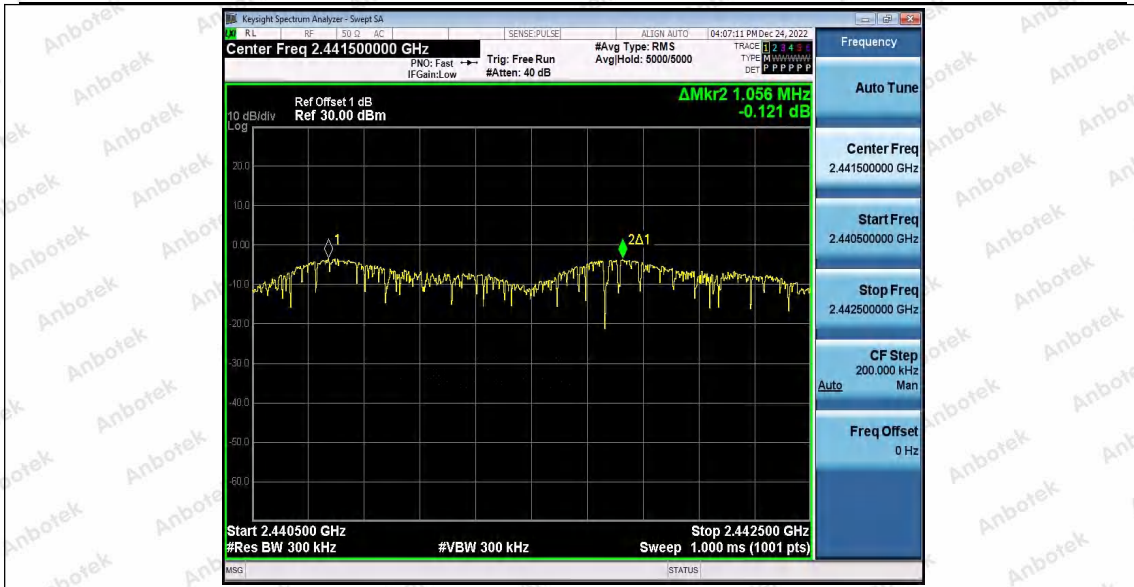 Keysight Spectrum Analyzer - Swept SA
RL RF 50 Ω AC SENSE:PULSE ALIGN AUTO 04:07:11 PM Dec 24, 2022
Center Freq 2.441500000 GHz
PNO: Fast
IFGain:Low
Trig: Free Run
#Atten: 40 dB
#Avg Type: RMS
Avg|Hold: 5000/5000
TRACE 1 2 3 4 5 6
TYPE MWWWWW
DET P P P P P P
ΔMkr2 1.056 MHz
-0.121 dB
Ref Offset 1 dB
10 dB/div Ref 30.00 dBm
Log
20.0
10.0
0.00
-10.0
-20.0
-30.0
-40.0
-50.0
-60.0
1
2Δ1
Start 2.440500 GHz Stop 2.442500 GHz
#Res BW 300 kHz #VBW 300 kHz Sweep 1.000 ms (1001 pts)
MSG STATUS
Frequency
Auto Tune
Center Freq
2.441500000 GHz
Start Freq
2.440500000 GHz
Stop Freq
2.442500000 GHz
CF Step
200.000 kHz
Auto Man
Freq Offset
0 Hz
Anbotek